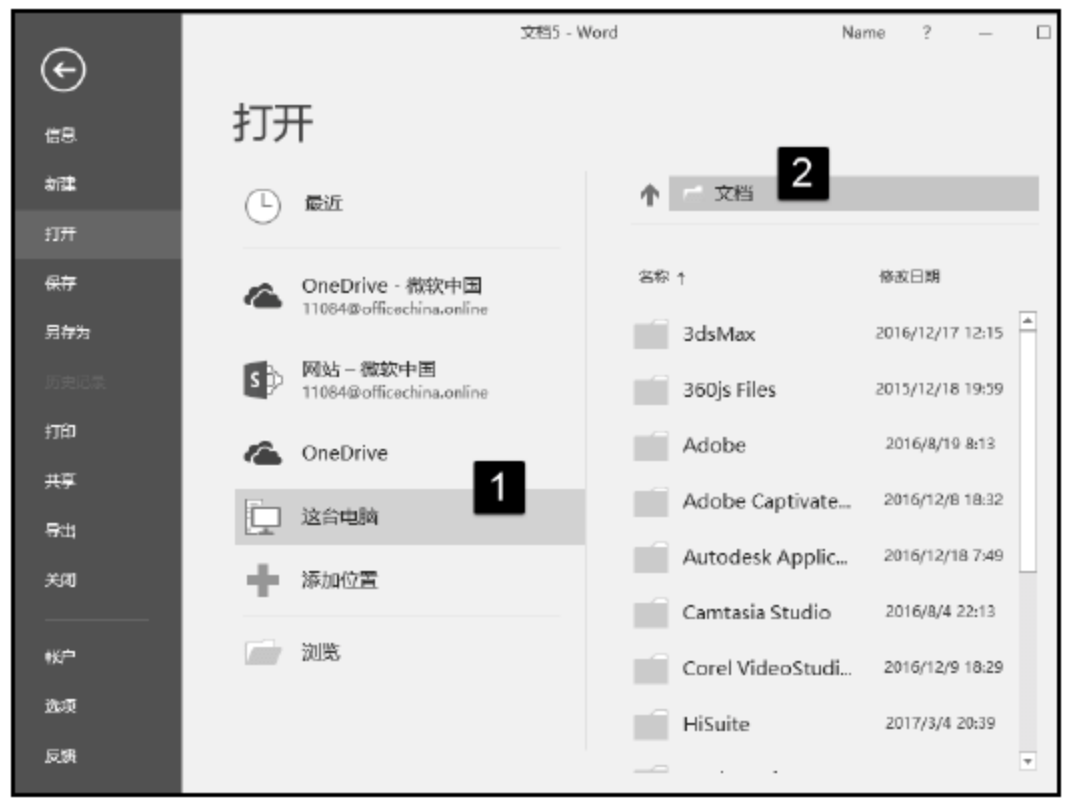 文档5 - Word
Name ?
信息
新建
打开
保存
另存为
历史记录
打印
共享
导出
关闭
帐户
选项
反馈
打开
最近
OneDrive - 微软中国
11084@officechina.online
网站 – 微软中国
11084@officechina.online
OneDrive
1
这台电脑
添加位置
浏览
2
文档
名称 ↑ 修改日期
3dsMax 2016/12/17 12:15
360js Files 2015/12/18 19:59
Adobe 2016/8/19 8:13
Adobe Captivate... 2016/12/8 18:32
Autodesk Applic... 2016/12/18 7:49
Camtasia Studio 2016/8/4 22:13
Corel VideoStudi... 2016/12/9 18:29
HiSuite 2017/3/4 20:39